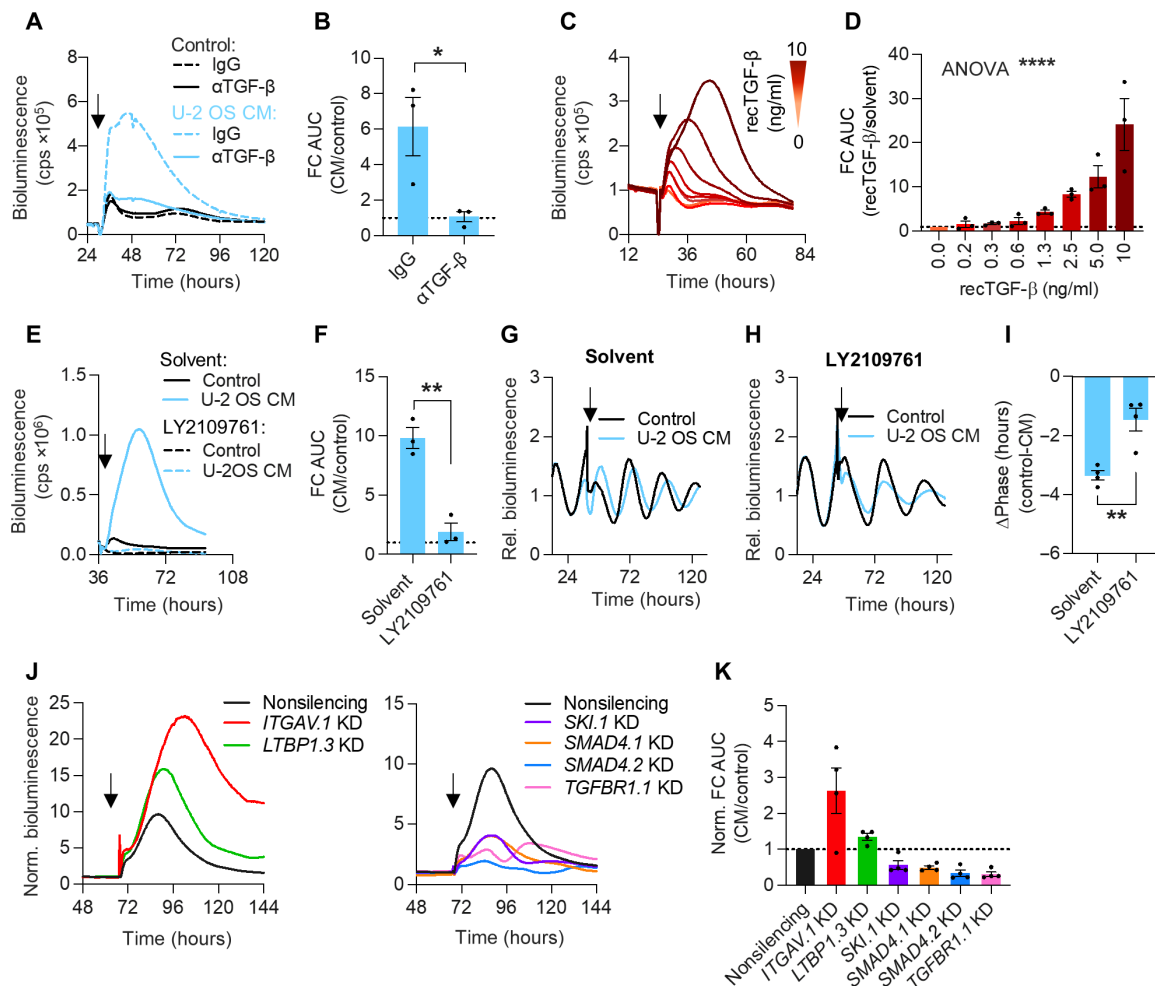 A
Control:
IgG
αTGF-β
U-2 OS CM:
IgG
αTGF-β
Bioluminescence
(cps ×10⁵)
8
6
4
2
0
24 48 72 96 120
Time (hours)
B
*
FC AUC
(CM/control)
10
8
6
4
2
0
IgG
αTGF-β
C
10
recTGF-β
(ng/ml)
0
Bioluminescence
(cps ×10⁵)
4
3
2
1
0
12 36 60 84
Time (hours)
D
ANOVA ****
FC AUC
(recTGF-β/solvent)
40
30
20
10
0
0.0
0.2
0.3
0.6
1.3
2.5
5.0
10
recTGF-β (ng/ml)
E
Solvent:
Control
U-2 OS CM
LY2109761:
Control
U-2OS CM
Bioluminescence
(cps ×10⁶)
1.5
1.0
0.5
0.0
36 72 108
Time (hours)
F
**
FC AUC
(CM/control)
15
10
5
0
Solvent
LY2109761
G
Solvent
Control
U-2 OS CM
Rel. bioluminescence
3
2
1
0
24 72 120
Time (hours)
H
LY2109761
Control
U-2 OS CM
Rel. bioluminescence
3
2
1
0
24 72 120
Time (hours)
I
ΔPhase (hours)
(control-CM)
0
−2
−4
−6
**
Solvent
LY2109761
J
Nonsilencing
ITGAV.1 KD
LTBP1.3 KD
Norm. bioluminescence
25
20
15
10
5
0
48 72 96 120 144
Time (hours)
Nonsilencing
SKI.1 KD
SMAD4.1 KD
SMAD4.2 KD
TGFBR1.1 KD
15
10
5
0
48 72 96 120 144
Time (hours)
K
Norm. FC AUC
(CM/control)
5
4
3
2
1
0
Nonsilencing
ITGAV.1 KD
LTBP1.3 KD
SKI.1 KD
SMAD4.1KD
SMAD4.2 KD
TGFBR1.1 KD